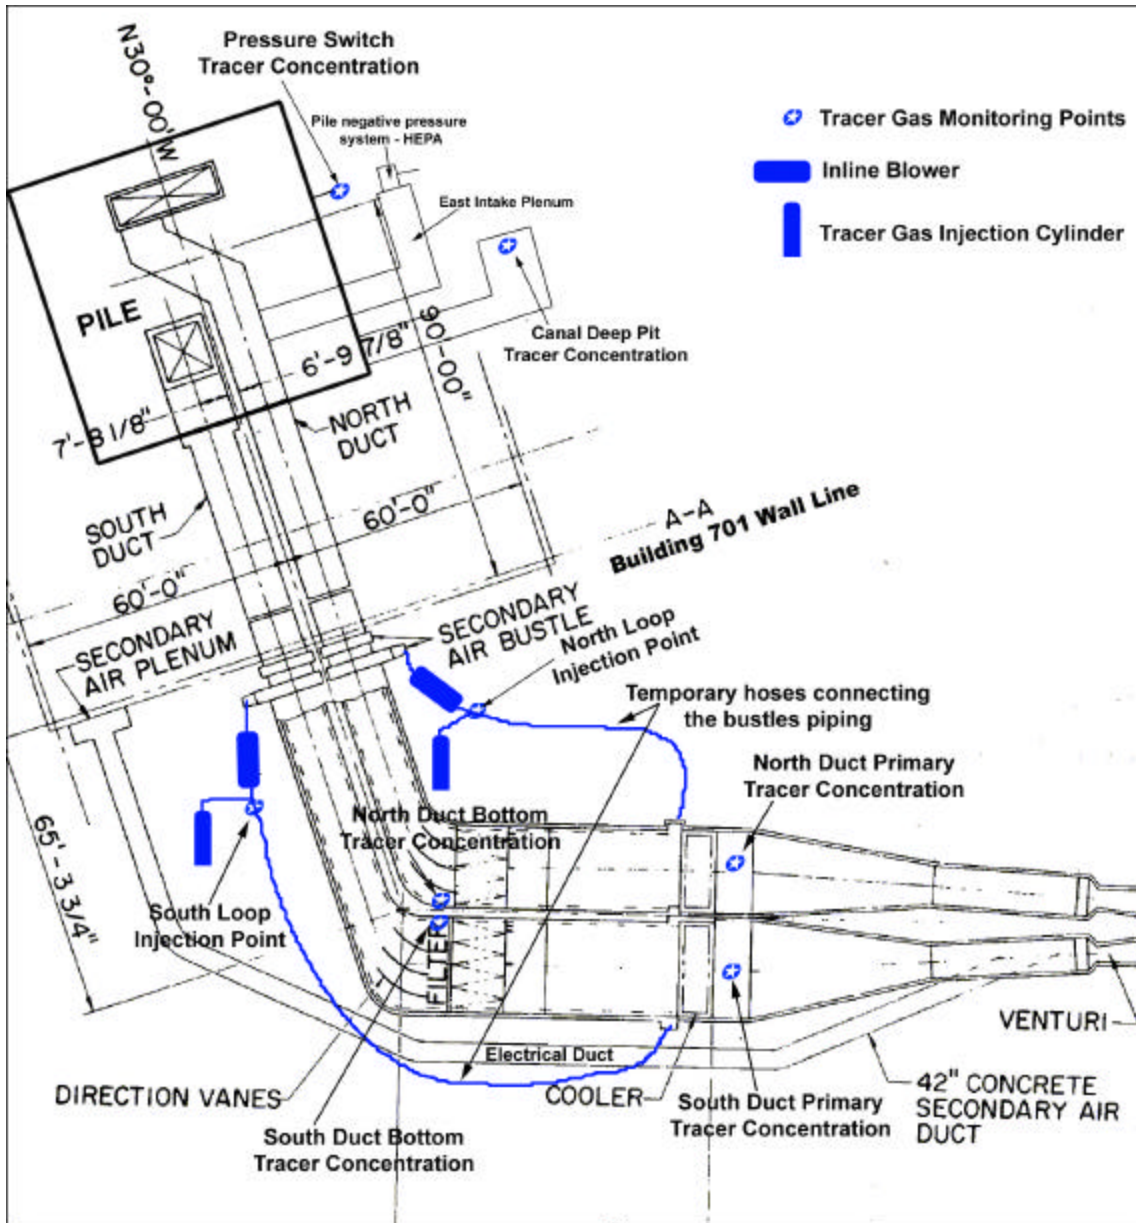 N30°-00'W
Pressure Switch
Tracer Concentration
Pile negative pressure
system - HEPA
East Intake Plenum
Tracer Gas Monitoring Points
Inline Blower
Tracer Gas Injection Cylinder
PILE
Canal Deep Pit
Tracer Concentration
6'-9 7/8"
60'-00"
7'-8 1/8"
NORTH
DUCT
SOUTH
DUCT
60'-0"
60'-0"
A-A
Building 701 Wall Line
SECONDARY
AIR PLENUM
SECONDARY
AIR BUSTLE
North Loop
Injection Point
Temporary hoses connecting
the bustles piping
North Duct Primary
Tracer Concentration
North Duct Bottom
Tracer Concentration
65'-3 3/4"
South Loop
Injection Point
FILTER
VENTURI
Electrical Duct
DIRECTION VANES
COOLER
42" CONCRETE
SECONDARY AIR
DUCT
South Duct Primary
Tracer Concentration
South Duct Bottom
Tracer Concentration